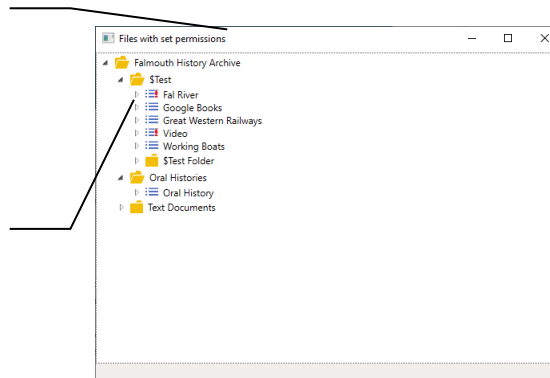 Files with set permissions
Falmouth History Archive
$Test
Fal River
Google Books
Great Western Railways
Video
Working Boats
$Test Folder
Oral Histories
Oral History
Text Documents